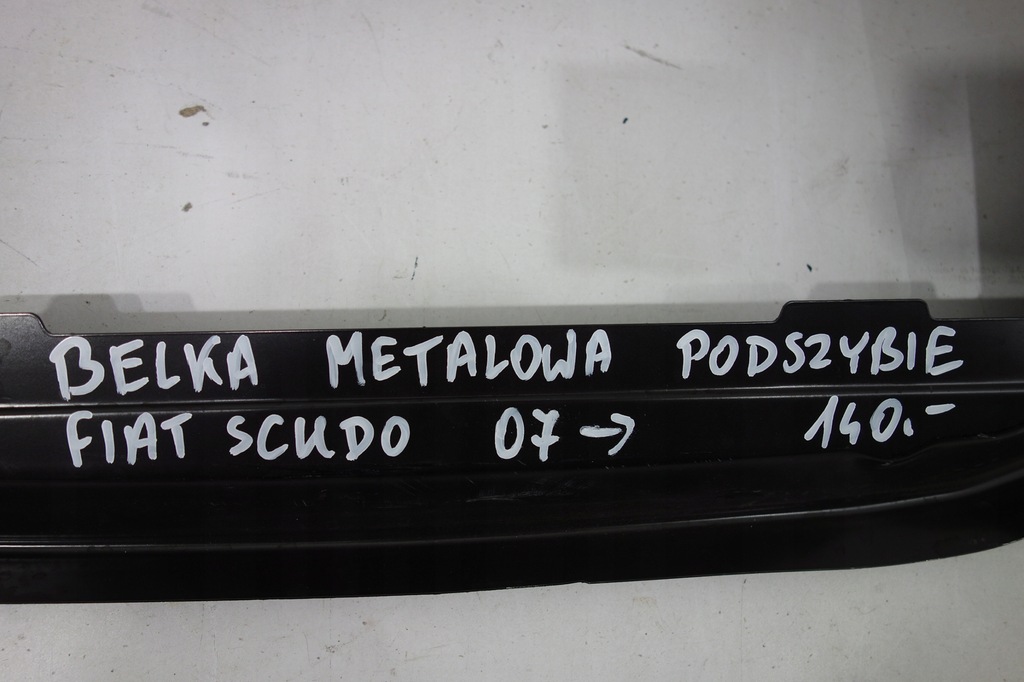 BELKA METALOWA PODSZYBIE
FIAT SCUDO 07 → 140.-